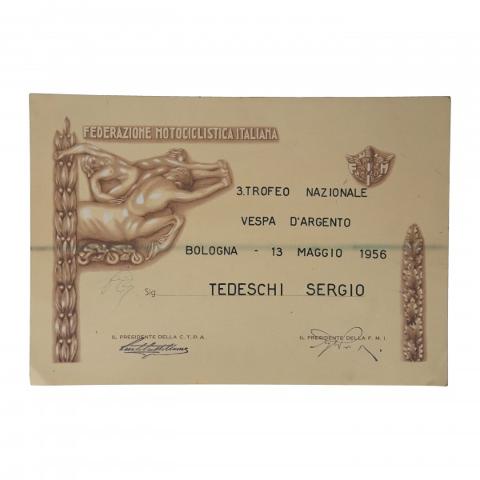 FEDERAZIONE MOTOCICLISTICA ITALIANA
3. TROFEO NAZIONALE
VESPA D'ARGENTO
BOLOGNA - 13 MAGGIO 1956
Sig. TEDESCHI SERGIO
IL PRESIDENTE DELLA C.T.P.A. IL PRESIDENTE DELLA F.M.I.